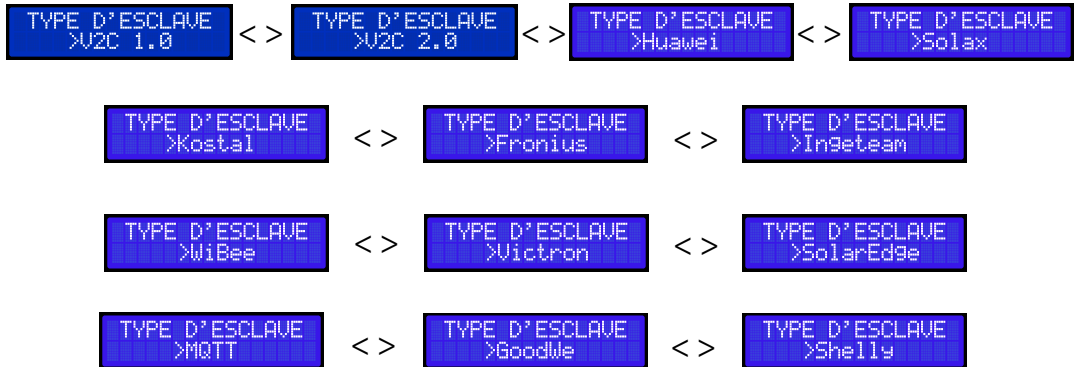 TYPE D'ESCLAVE
>V2C 1.0
< >
TYPE D'ESCLAVE
>V2C 2.0
< >
TYPE D'ESCLAVE
>Huawei
< >
TYPE D'ESCLAVE
>Solax
TYPE D'ESCLAVE
>Kostal
< >
TYPE D'ESCLAVE
>Fronius
< >
TYPE D'ESCLAVE
>Ingeteam
TYPE D'ESCLAVE
>WiBee
< >
TYPE D'ESCLAVE
>Victron
< >
TYPE D'ESCLAVE
>SolarEdge
TYPE D'ESCLAVE
>MQTT
< >
TYPE D'ESCLAVE
>GoodWe
< >
TYPE D'ESCLAVE
>Shelly